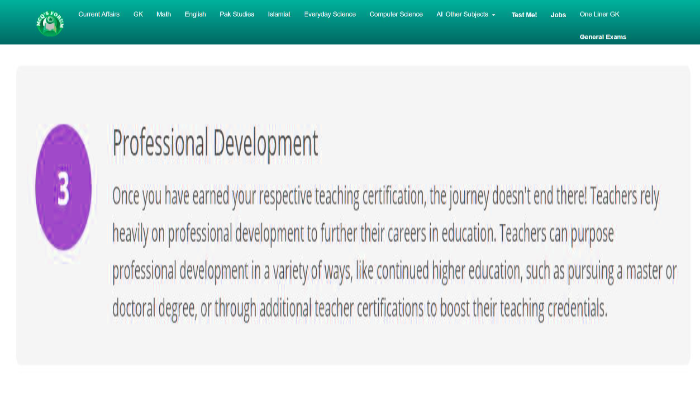 MCQ'S FORUM
Current Affairs GK Math English Pak Studies Islamiat Everyday Science Computer Science All Other Subjects Test Me! Jobs One Liner GK
General Exams
3
Professional Development
Once you have earned your respective teaching certification, the journey doesn't end there! Teachers rely
heavily on professional development to further their careers in education. Teachers can purpose
professional development in a variety of ways, like continued higher education, such as pursuing a master or
doctoral degree, or through additional teacher certifications to boost their teaching credentials.